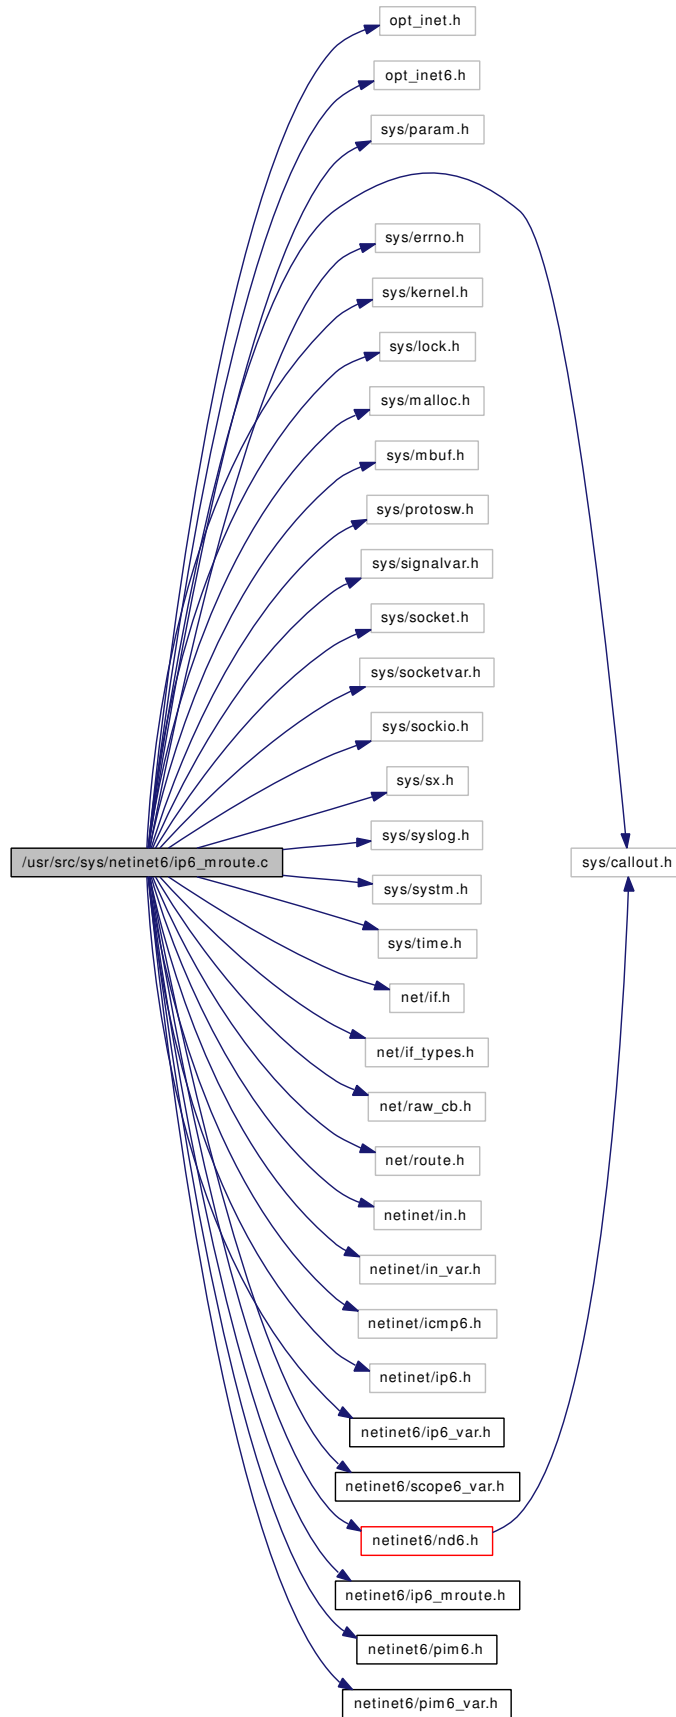 opt_inet.h
opt_inet6.h
sys/param.h
sys/errno.h
sys/kernel.h
sys/lock.h
sys/malloc.h
sys/mbuf.h
sys/protosw.h
sys/signalvar.h
sys/socket.h
sys/socketvar.h
sys/sockio.h
sys/sx.h
sys/syslog.h
/usr/src/sys/netinet6/ip6_mroute.c
sys/callout.h
sys/systm.h
sys/time.h
net/if.h
net/if_types.h
net/raw_cb.h
net/route.h
netinet/in.h
netinet/in_var.h
netinet/icmp6.h
netinet/ip6.h
netinet6/ip6_var.h
netinet6/scope6_var.h
netinet6/nd6.h
netinet6/ip6_mroute.h
netinet6/pim6.h
netinet6/pim6_var.h